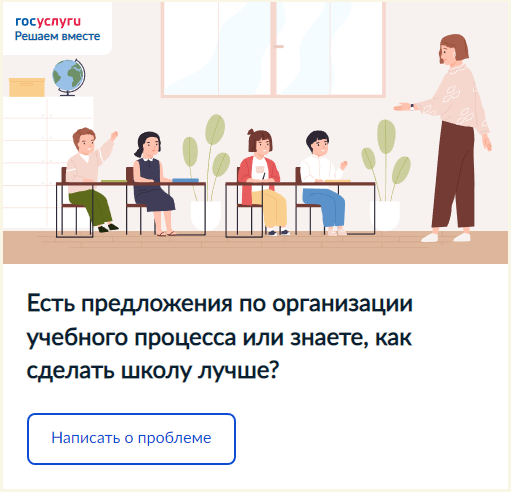 госуслуги
Решаем вместе
Есть предложения по организации
учебного процесса или знаете, как
сделать школу лучше?
Написать о проблеме